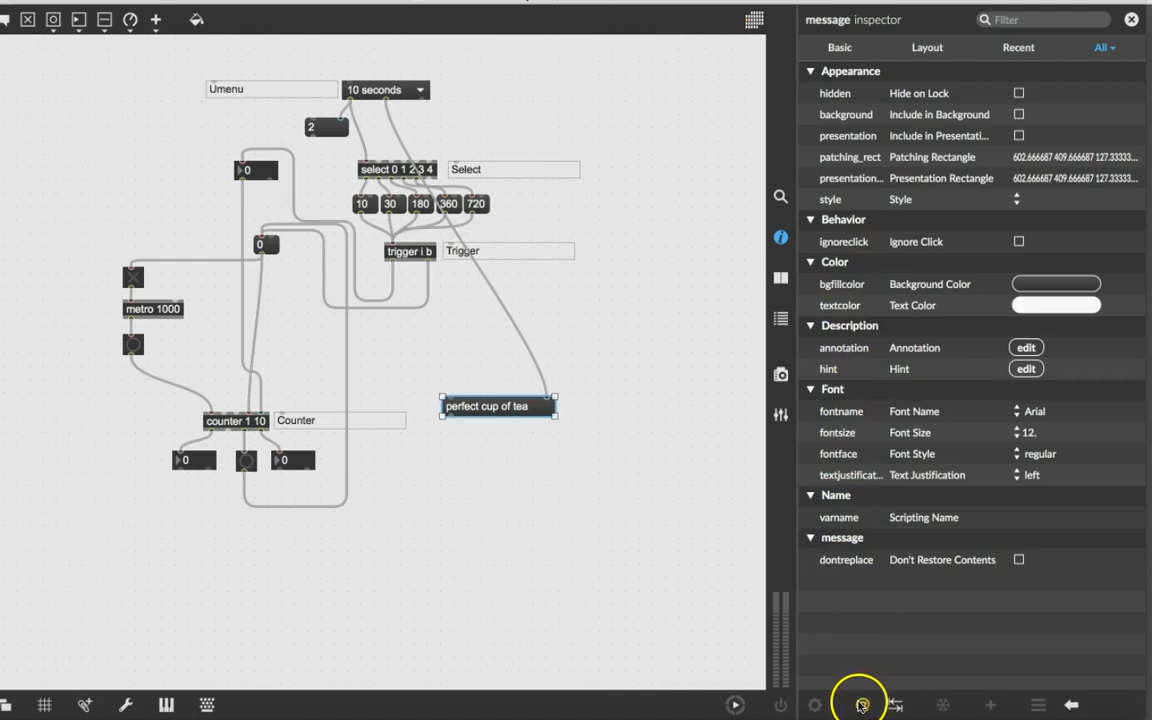 message inspector
Filter
Basic
Layout
Recent
All
Appearance
hidden Hide on Lock
background Include in Background
presentation Include in Presentati...
patching_rect Patching Rectangle 602.666687 409.666687 127.33333...
presentation... Presentation Rectangle 602.666687 409.666687 127.33333...
style Style
Behavior
ignoreclick Ignore Click
Color
bgfillcolor Background Color
textcolor Text Color
Description
annotation Annotation edit
hint Hint edit
Font
fontname Font Name Arial
fontsize Font Size 12.
fontface Font Style regular
textjustificat... Text Justification left
Name
varname Scripting Name
message
dontreplace Don't Restore Contents
Umenu
10 seconds
2
0
select 0 1 2 3 4
Select
10
30
180
360
720
0
trigger i b
Trigger
metro 1000
perfect cup of tea
counter 1 10
Counter
0
0